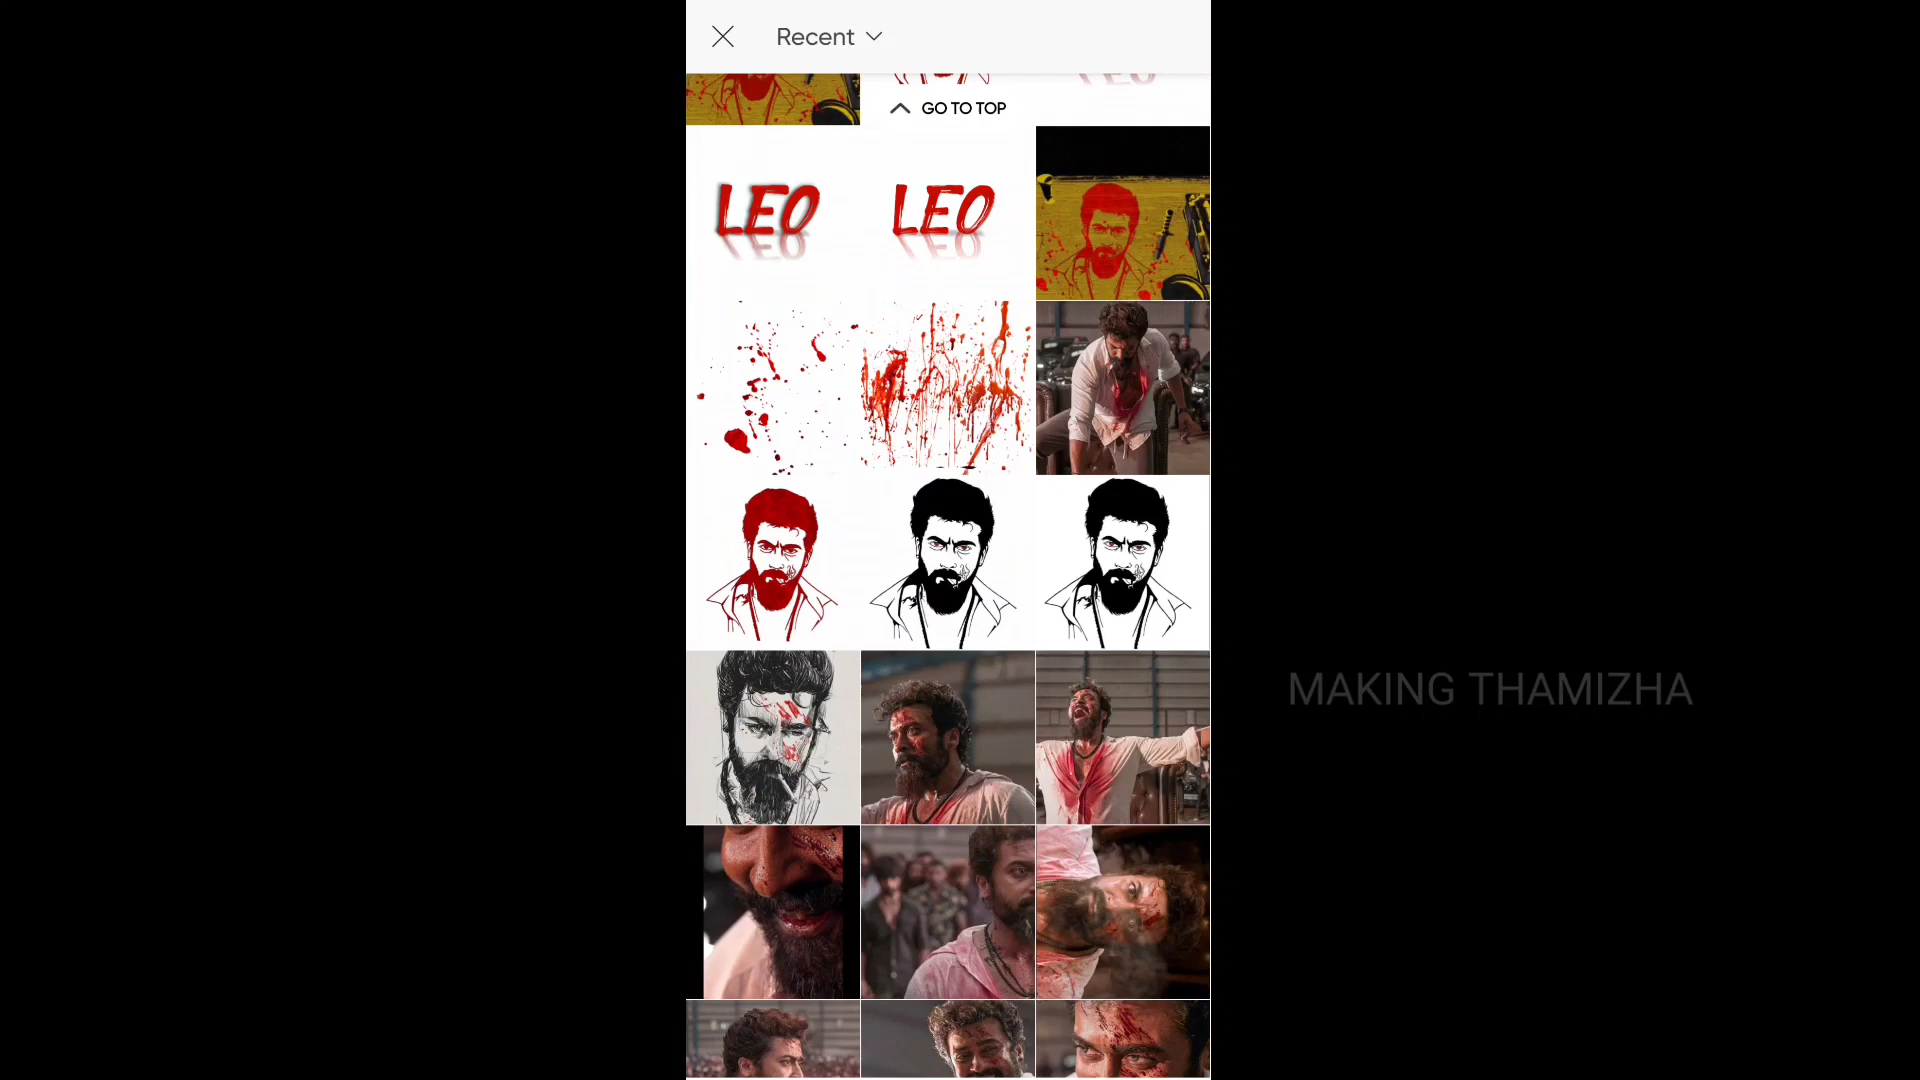 Recent
GO TO TOP
LEO
LEO
MAKING THAMIZHA